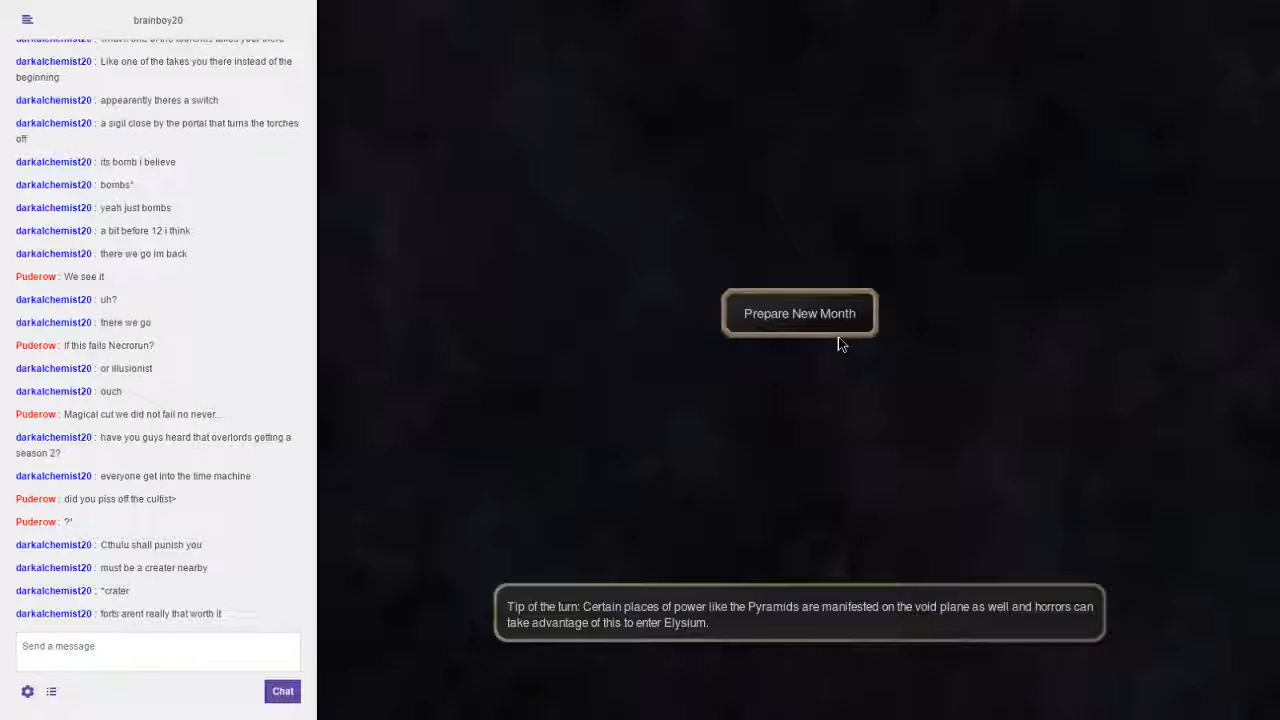 brainboy20
darkalchemist20 :
darkalchemist20 : Like one of the takes you there instead of the
beginning
darkalchemist20 : appearently theres a switch
darkalchemist20 : a sigil close by the portal that turns the torches
off
darkalchemist20 : its bomb i believe
darkalchemist20 : bombs*
darkalchemist20 : yeah just bombs
darkalchemist20 : a bit before 12 i think
darkalchemist20 : there we go im back
Puderow : We see it
darkalchemist20 : uh?
darkalchemist20 : there we go
Puderow : If this fails Necrorun?
darkalchemist20 : or illusionist
darkalchemist20 : ouch
Puderow : Magical cut we did not fail no never...
darkalchemist20 : have you guys heard that overlords getting a
season 2?
darkalchemist20 : everyone get into the time machine
Puderow : did you piss off the cultist>
Puderow : ?*
darkalchemist20 : Cthulu shall punish you
darkalchemist20 : must be a creater nearby
darkalchemist20 : *crater
darkalchemist20 : forts arent really that worth it
Send a message
Chat
Prepare New Month
Tip of the turn: Certain places of power like the Pyramids are manifested on the void plane as well and horrors can
take advantage of this to enter Elysium.